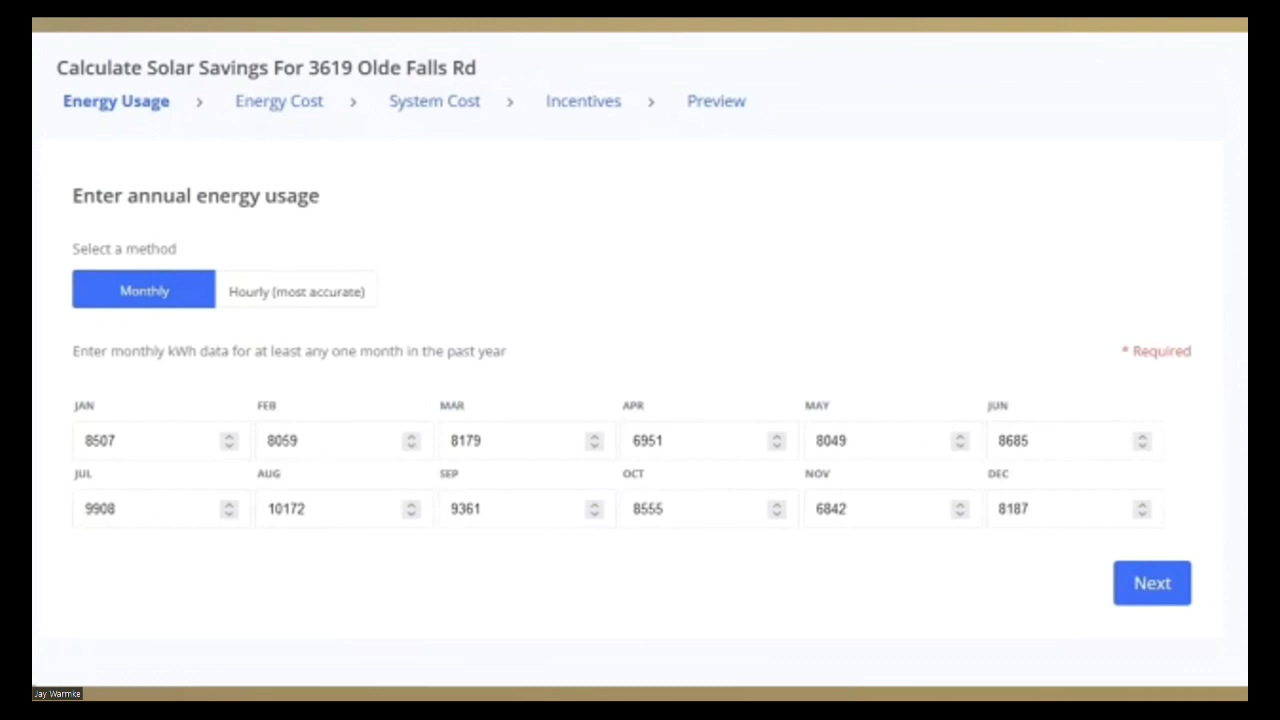 Calculate Solar Savings For 3619 Olde Falls Rd
Energy Usage > Energy Cost > System Cost > Incentives > Preview
Enter annual energy usage
Select a method
Monthly Hourly (most accurate)
Enter monthly kWh data for at least any one month in the past year * Required
JAN FEB MAR APR MAY JUN
8507 8059 8179 6951 8049 8685
JUL AUG SEP OCT NOV DEC
9908 10172 9361 8555 6842 8187
Next
Jay Warmke